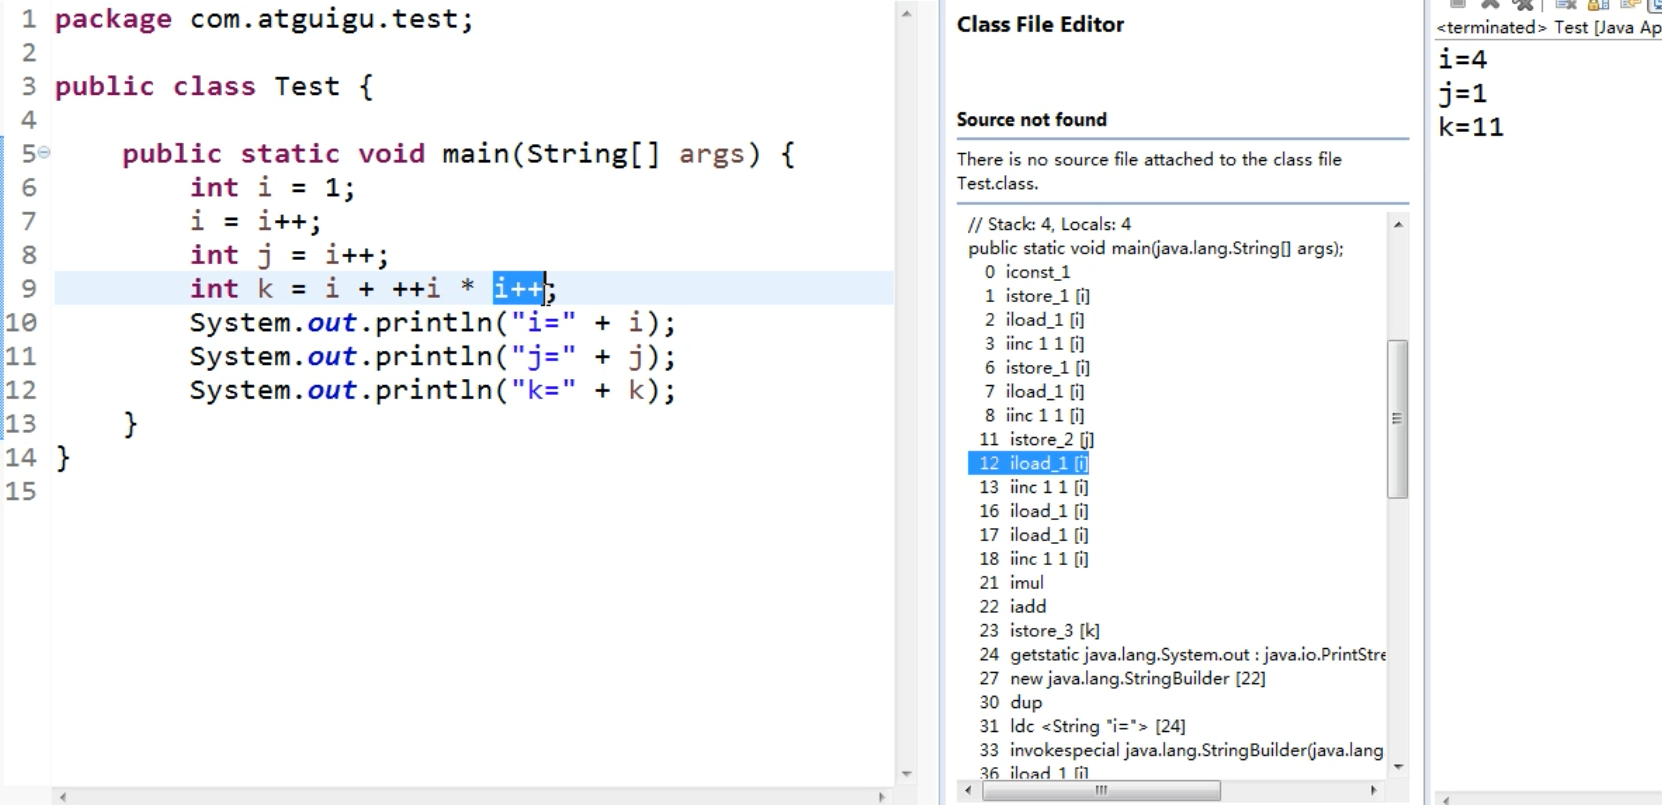 1 package com.atguigu.test;
2
3 public class Test {
4
5 public static void main(String[] args) {
6 int i = 1;
7 i = i++;
8 int j = i++;
9 int k = i + ++i * i++;
10 System.out.println("i=" + i);
11 System.out.println("j=" + j);
12 System.out.println("k=" + k);
13 }
14 }
15
Class File Editor
Source not found
There is no source file attached to the class file
Test.class.
// Stack: 4, Locals: 4
public static void main(java.lang.String[] args);
0 iconst_1
1 istore_1 [i]
2 iload_1 [i]
3 iinc 1 1 [i]
6 istore_1 [i]
7 iload_1 [i]
8 iinc 1 1 [i]
11 istore_2 [j]
12 iload_1 [i]
13 iinc 1 1 [i]
16 iload_1 [i]
17 iload_1 [i]
18 iinc 1 1 [i]
21 imul
22 iadd
23 istore_3 [k]
24 getstatic java.lang.System.out : java.io.PrintStre
27 new java.lang.StringBuilder [22]
30 dup
31 ldc <String "i="> [24]
33 invokespecial java.lang.StringBuilder(java.lang
36 iload_1 [i]
<terminated> Test [Java Ap
i=4
j=1
k=11